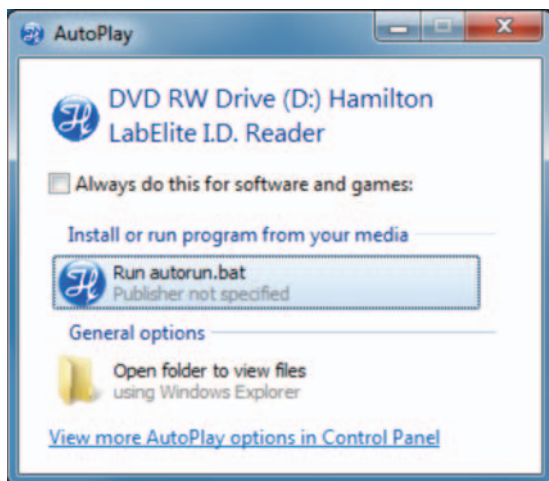 AutoPlay
DVD RW Drive (D:) Hamilton
LabElite I.D. Reader
Always do this for software and games:
Install or run program from your media
Run autorun.bat
Publisher not specified
General options
Open folder to view files
using Windows Explorer
View more AutoPlay options in Control Panel